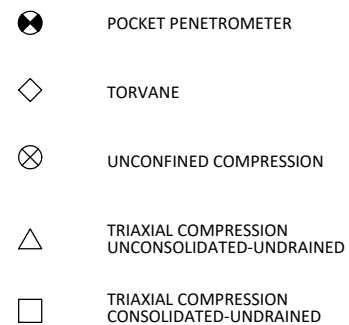 POCKET PENETROMETER
TORVANE
UNCONFINED COMPRESSION
TRIAXIAL COMPRESSION
UNCONSOLIDATED-UNDRAINED
TRIAXIAL COMPRESSION
CONSOLIDATED-UNDRAINED